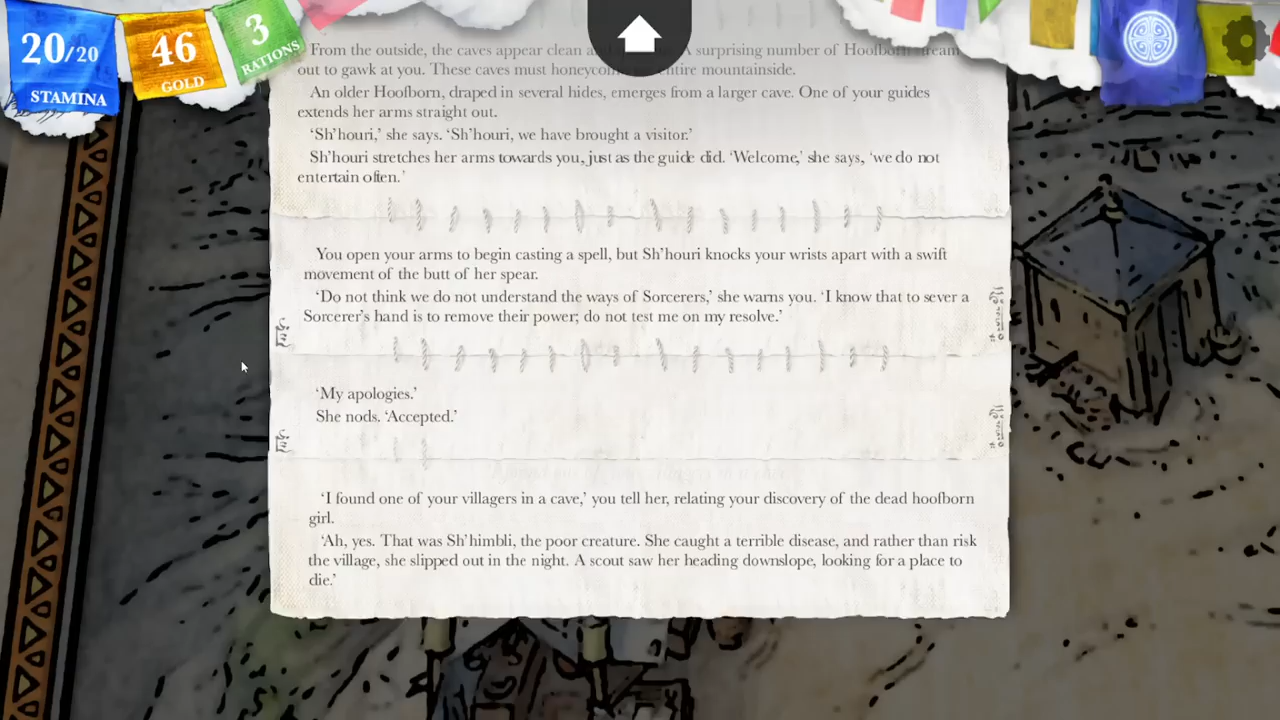 20/20
STAMINA
46
GOLD
3
RATIONS
From the outside, the caves appear clean A surprising number of Hoofborn stream
out to gawk at you. These caves must honeycomb entire mountainside.
An older Hoofborn, draped in several hides, emerges from a larger cave. One of your guides
extends her arms straight out.
‘Sh’houri,’ she says. ‘Sh’houri, we have brought a visitor.’
Sh’houri stretches her arms towards you, just as the guide did. ‘Welcome,’ she says, ‘we do not
entertain often.’
You open your arms to begin casting a spell, but Sh’houri knocks your wrists apart with a swift
movement of the butt of her spear.
‘Do not think we do not understand the ways of Sorcerers,’ she warns you. ‘I know that to sever a
Sorcerer’s hand is to remove their power; do not test me on my resolve.’
‘My apologies.’
She nods. ‘Accepted.’
‘I found one of your villagers in a cave,’ you tell her, relating your discovery of the dead hoofborn
girl.
‘Ah, yes. That was Sh’himbli, the poor creature. She caught a terrible disease, and rather than risk
the village, she slipped out in the night. A scout saw her heading downslope, looking for a place to
die.’